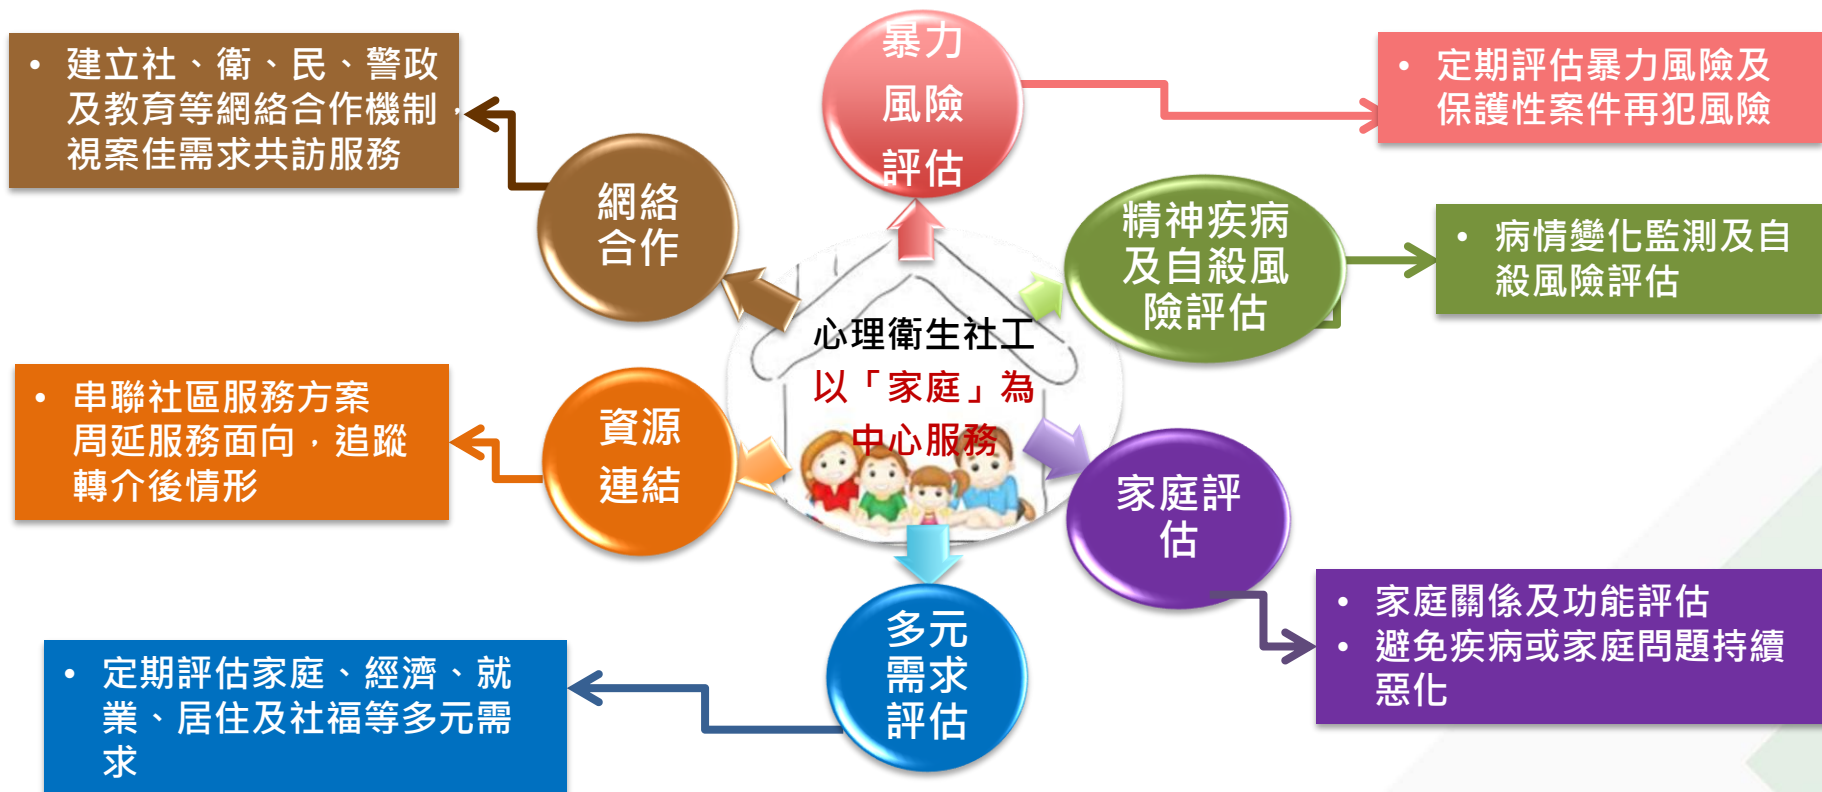 • 建立社、衛、民、警政
及教育等網絡合作機制，
視案佳需求共訪服務
暴力
風險
評估
• 定期評估暴力風險及
保護性案件再犯風險
網絡
合作
精神疾病
及自殺風
險評估
• 病情變化監測及自
殺風險評估
心理衛生社工
以「家庭」為
中心服務
• 串聯社區服務方案
周延服務面向，追蹤
轉介後情形
資源
連結
家庭評
估
• 家庭關係及功能評估
• 避免疾病或家庭問題持續
惡化
多元
需求
評估
• 定期評估家庭、經濟、就
業、居住及社福等多元需
求